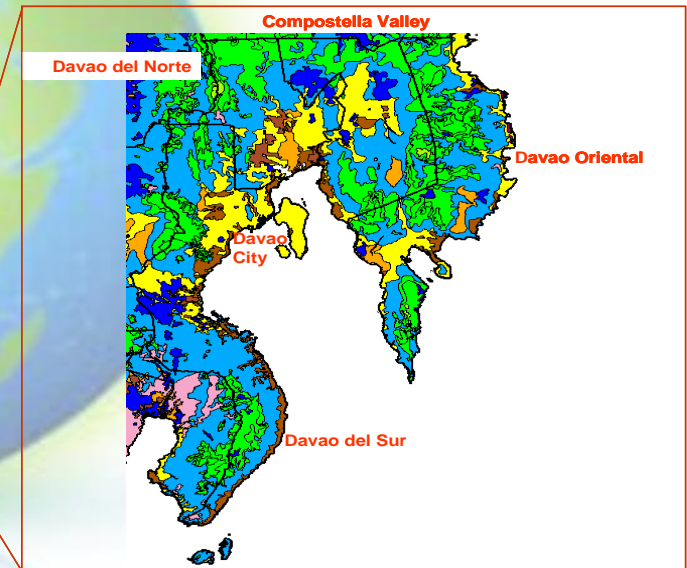 Compostella Valley
Davao del Norte
Davao Oriental
Davao
City
Davao del Sur